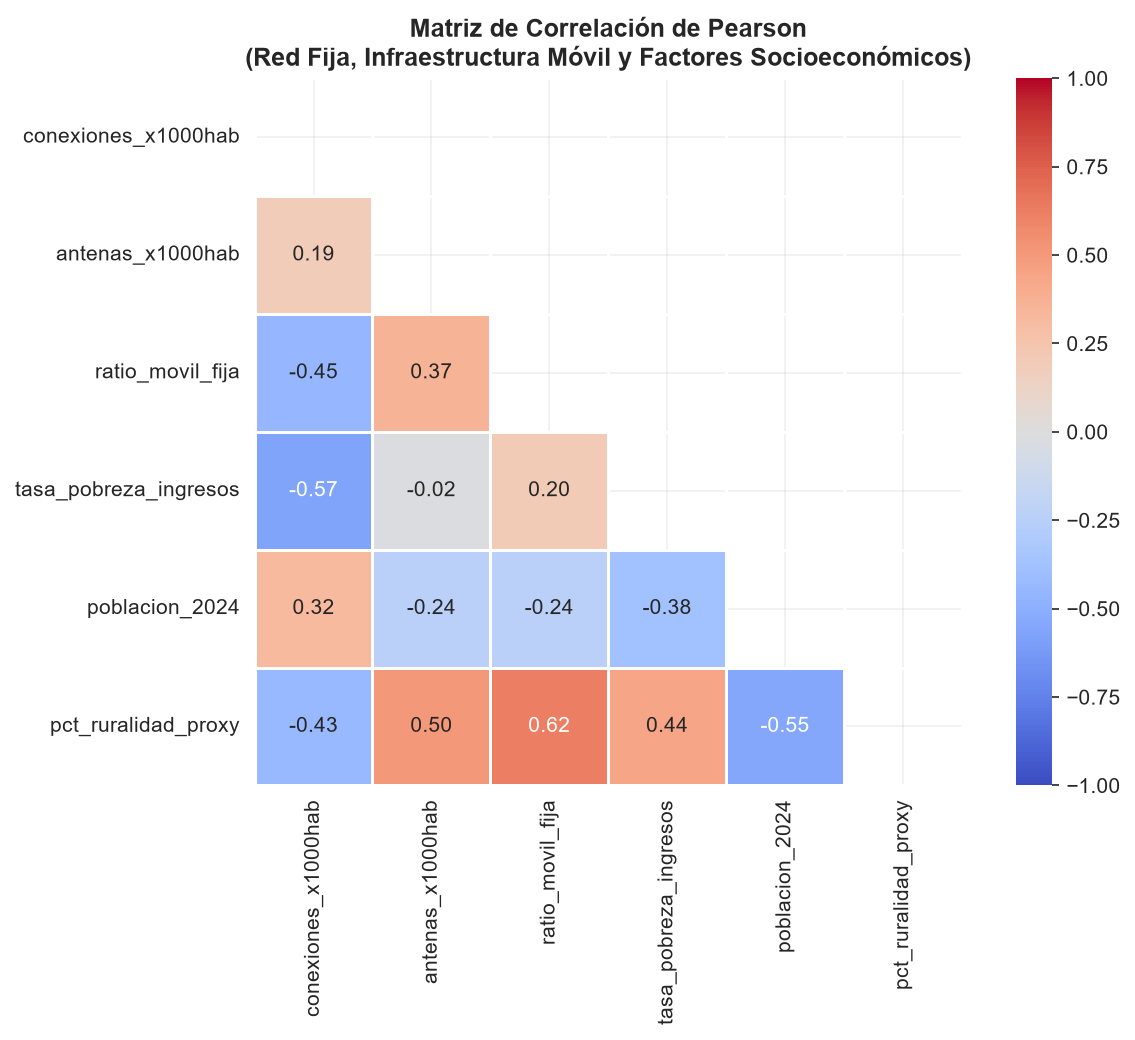 Matriz de Correlación de Pearson
(Red Fija, Infraestructura Móvil y Factores Socioeconómicos)
conexiones_x1000hab
antenas_x1000hab
0.19
ratio_movil_fija
-0.45 0.37
tasa_pobreza_ingresos
-0.57 -0.02 0.20
poblacion_2024
0.32 -0.24 -0.24 -0.38
pct_ruralidad_proxy
-0.43 0.50 0.62 0.44 -0.55
conexiones_x1000hab
antenas_x1000hab
ratio_movil_fija
tasa_pobreza_ingresos
poblacion_2024
pct_ruralidad_proxy
1.00
0.75
0.50
0.25
0.00
−0.25
−0.50
−0.75
−1.00